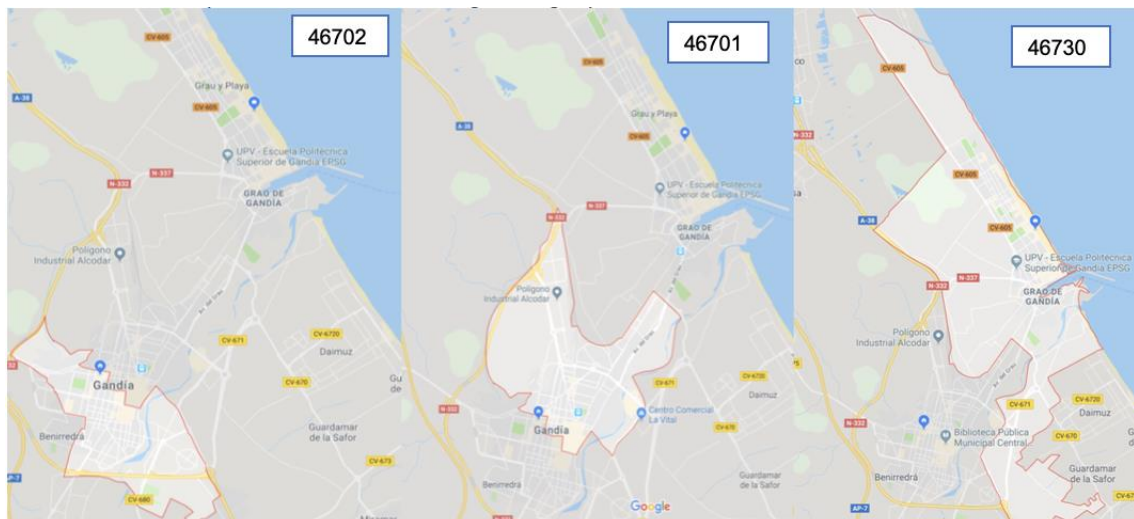 46702
CV-605
Grau y Playa
CV-605
A-38
UPV - Escuela Politécnica
Superior de Gandia EPSG
N-337
N-332
GRAO DE
GANDÍA
Polígono
Industrial Alcodar
CV-671
CV-6720
Daimuz
CV-670
Gandía
Benirredrá
Guardamar
de la Safor
CV-673
AP-7
CV-680
46701
CV-605
Grau y Playa
CV-605
A-38
UPV - Escuela Politécnica
Superior de Gandia EPSG
N-337
N-332
GRAO DE
GANDÍA
Polígono
Industrial Alcodar
CV-671
CV-6720
Daimuz
N-332
Centro Comercial
La Vital
CV-670
Gandía
Guardamar
de la Safor
Benirredrá
Google
46730
CV-605
N-332
CV-605
A-38
CV-605
UPV - Escuela Politécnica
Superior de Gandia EPSG
N-337
N-332
GRAO DE
GANDÍA
Polígono
Industrial Alcodar
CV-671
CV-6720
Daimuz
N-332
Biblioteca Pública
Municipal Central...
CV-670
Benirredrá
Guardamar
de la Safor
AP-7